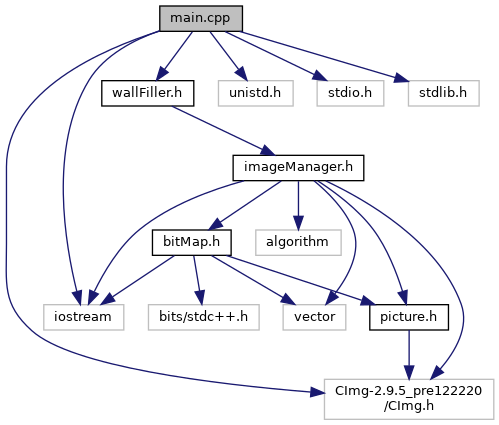 main.cpp
wallFiller.h
unistd.h
stdio.h
stdlib.h
imageManager.h
bitMap.h
algorithm
iostream
bits/stdc++.h
vector
picture.h
CImg-2.9.5_pre122220
/CImg.h